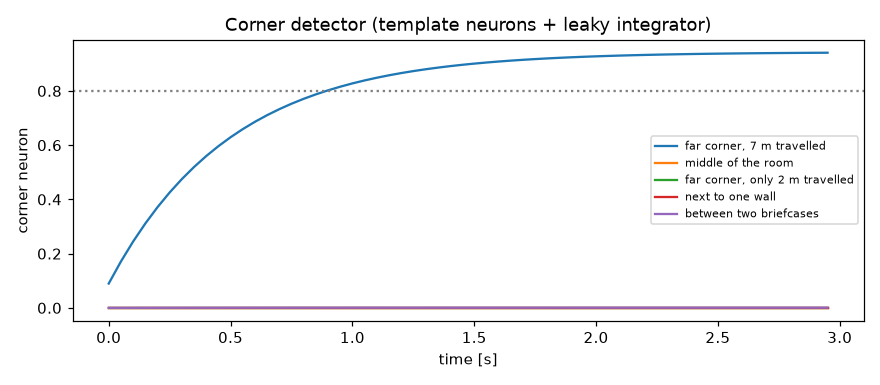 Corner detector (template neurons + leaky integrator)
corner neuron
0.8
0.6
0.4
0.2
0.0
far corner, 7 m travelled
middle of the room
far corner, only 2 m travelled
next to one wall
between two briefcases
0.0 0.5 1.0 1.5 2.0 2.5 3.0
time [s]